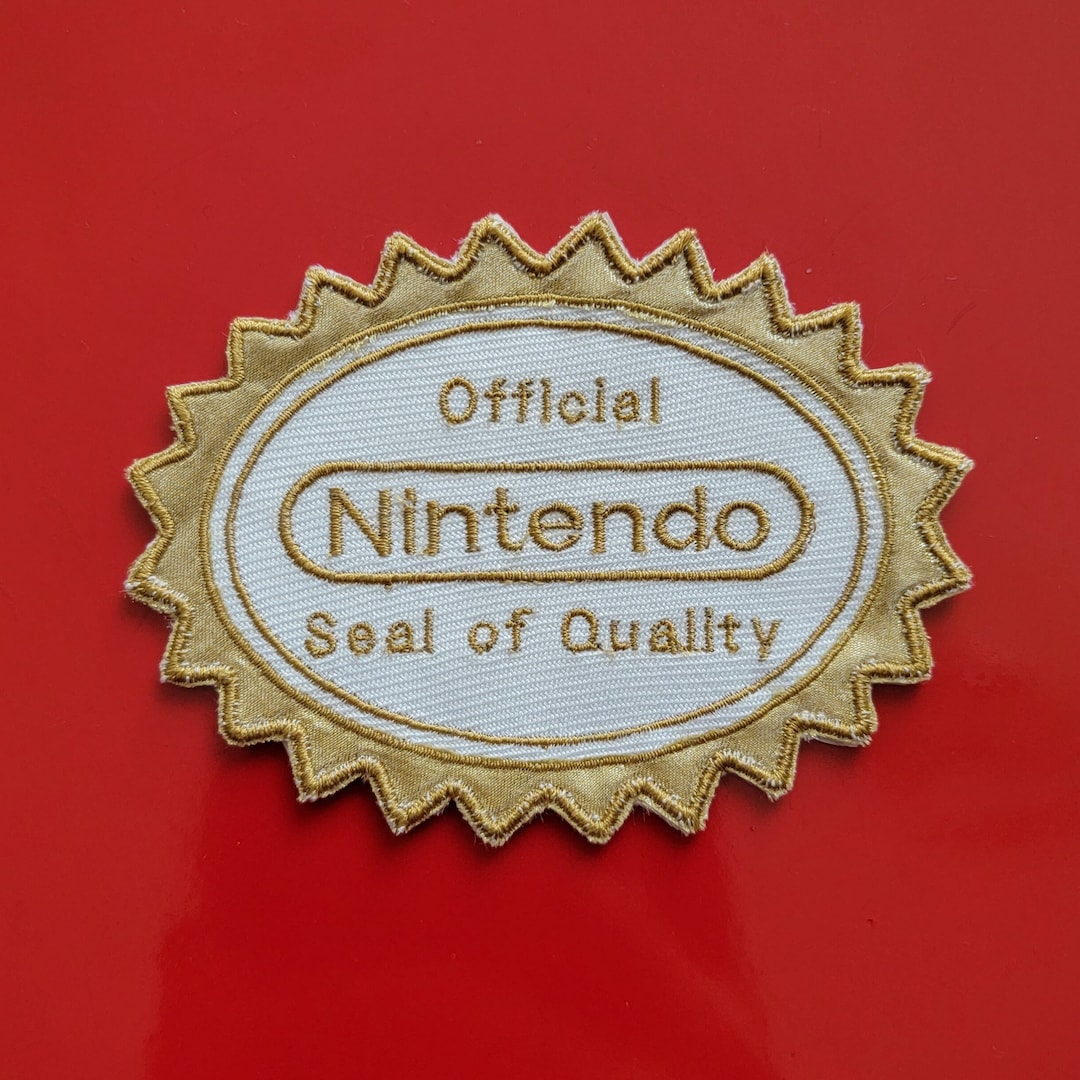 Official
Nintendo
Seal of Quality